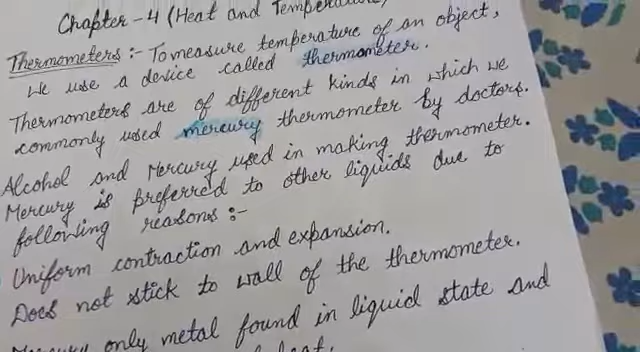 Chapter - 4 (Heat and Temperature)
Thermometers :- To measure temperature of an object,
we use a device called thermometer.
Thermometers are of different kinds in which we
commonly used mercury thermometer by doctors.
Alcohol and Mercury used in making thermometer.
Mercury is preferred to other liquids due to
following reasons :-
Uniform contraction and expansion.
Does not stick to wall of the thermometer.
only metal found in liquid state and